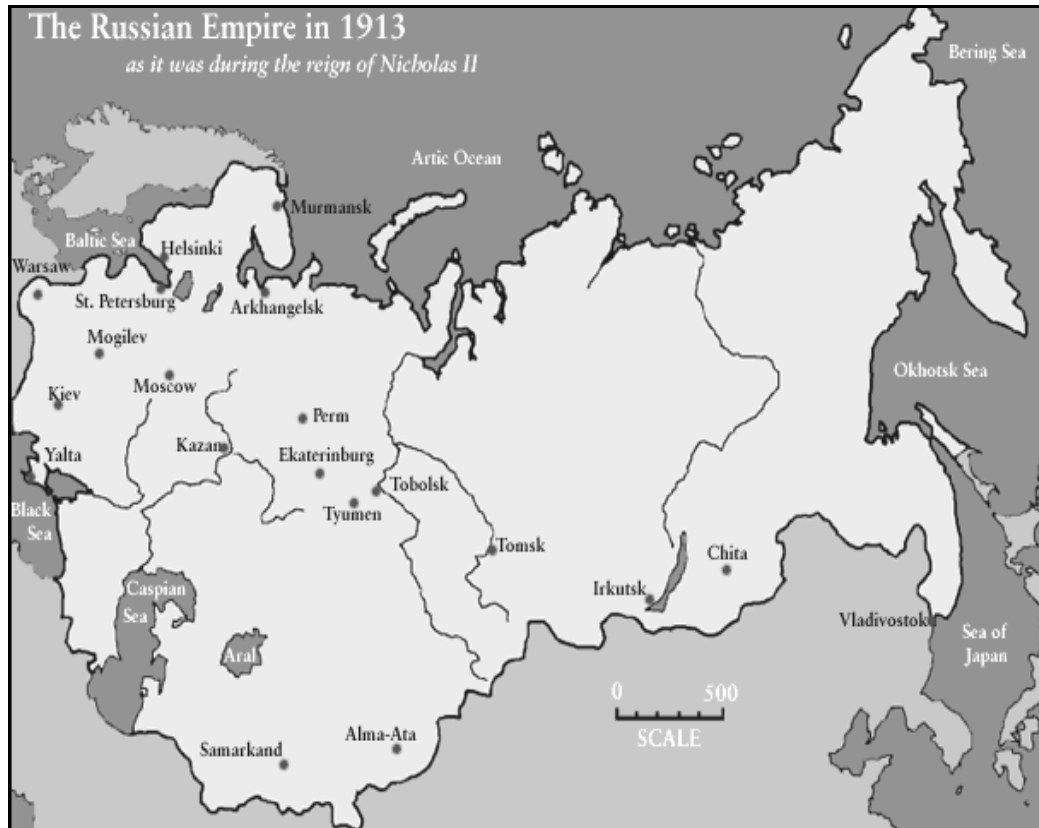 The Russian Empire in 1913
as it was during the reign of Nicholas II
Bering Sea
Artic Ocean
Murmansk
Baltic Sea
Helsinki
Warsaw
St. Petersburg
Arkhangelsk
Mogilev
Okhotsk Sea
Moscow
Kiev
Perm
Kazan
Yalta
Ekaterinburg
Tobolsk
Black
Sea
Tyumen
Tomsk
Chita
Irkutsk
Caspian
Sea
Vladivostok
Sea of
Japan
Aral
0 500
SCALE
Alma-Ata
Samarkand